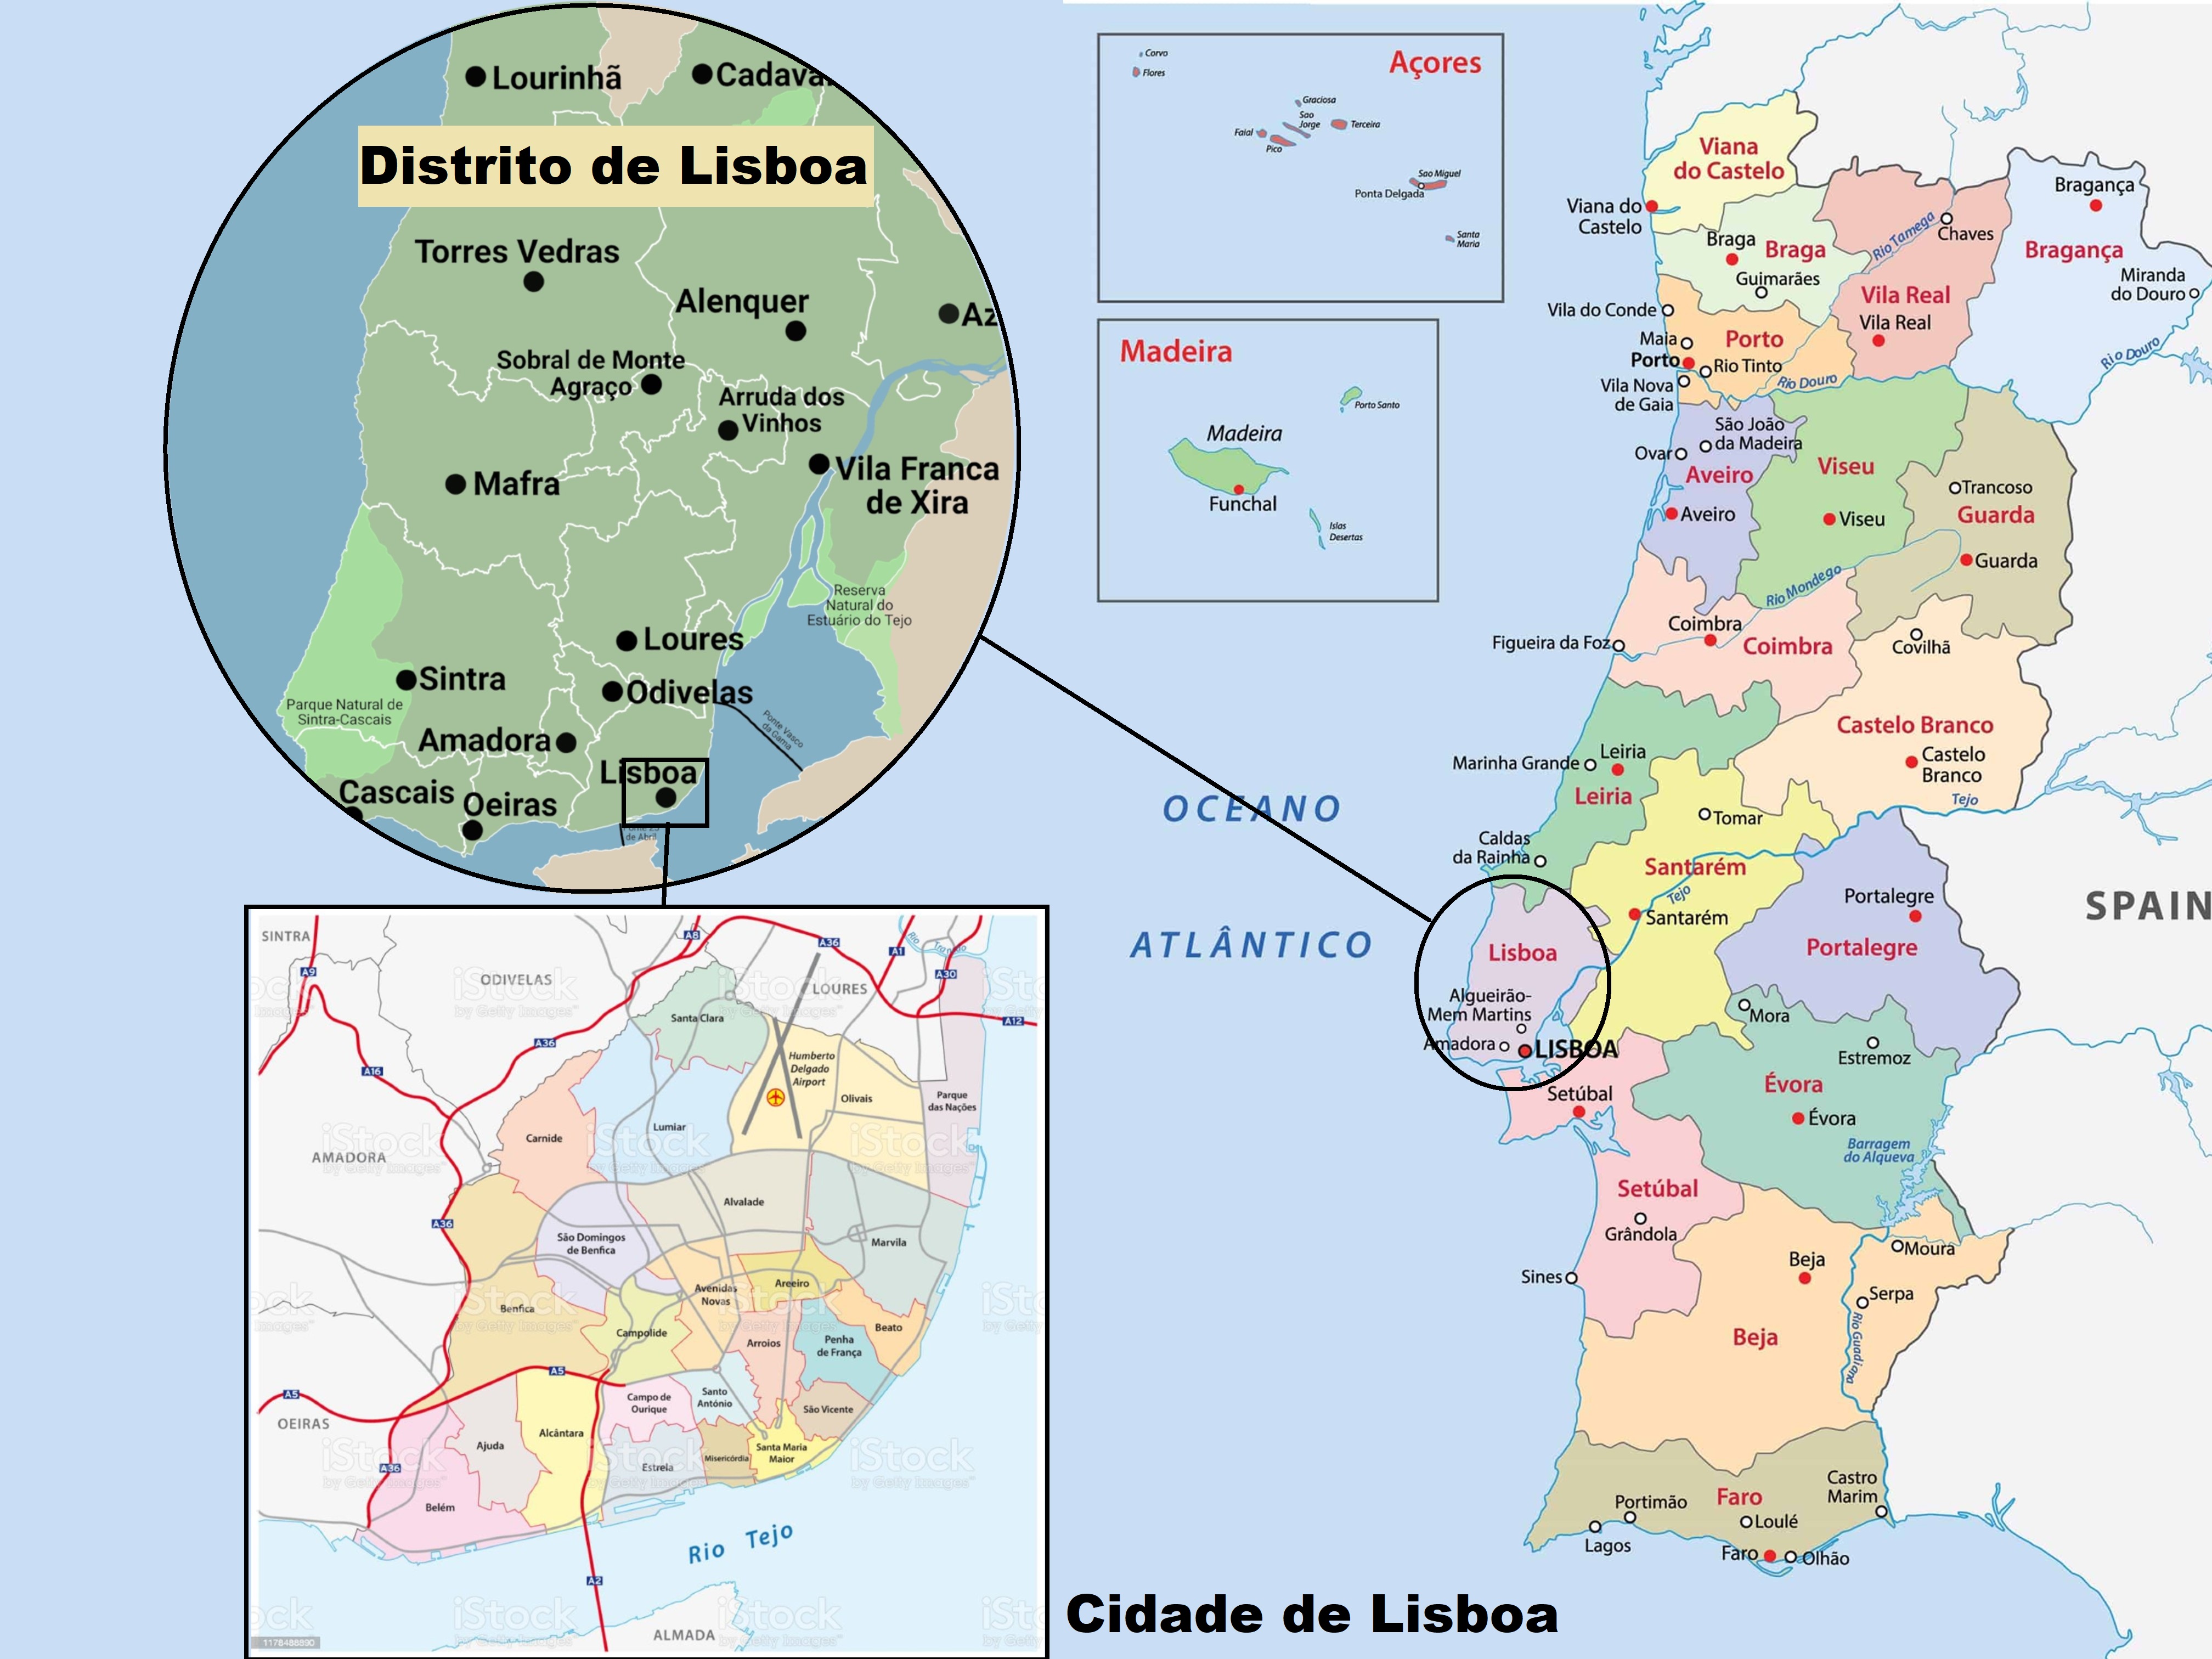 Lourinhã
Distrito de Lisboa
Torres Vedras
Alenquer
Sobral de Monte
Agraço
Arruda dos
Vinhos
Mafra
Vila Franca
de Xira
Reserva
Natural do
Estuário do Tejo
Loures
Sintra
Odivelas
Parque Natural de
Sintra-Cascais
Ponte Vasco
da Gama
Amadora
Lisboa
Cascais
Oeiras
de Abril
Açores
Corvo
Flores
Graciosa
Sao
Jorge
Terceira
Faial
Pico
Sao Miguel
Ponta Delgada
Santa
Maria
Madeira
Porto Santo
Madeira
Funchal
Islas
Desertas
OCEANO
ATLÂNTICO
SPAIN
Viana
do Castelo
Viana do
Castelo
Braga
Braga
Guimarães
Rio Tamega
Chaves
Bragança
Bragança
Miranda
do Douro
Vila Real
Vila Real
Vila do Conde
Maia
Porto
Porto
Rio Tinto
Vila Nova
de Gaia
Rio Douro
Rio Douro
São João
da Madeira
Ovar
Aveiro
Aveiro
Viseu
Viseu
Trancoso
Guarda
Guarda
Rio Mondego
Coimbra
Coimbra
Figueira da Foz
Covilhã
Castelo Branco
Castelo
Branco
Tejo
Leiria
Marinha Grande
Leiria
Tomar
Caldas
da Rainha
Santarém
Tejo
Santarém
Portalegre
Portalegre
Lisboa
Algueirão-
Mem Martins
Amadora
LISBOA
Mora
Estremoz
Setúbal
Évora
Évora
Barragem
do Alqueva
Setúbal
Grândola
Sines
Beja
Moura
Serpa
Beja
Rio Guadiana
Castro
Marim
Portimão
Faro
Loulé
Lagos
Faro
Olhão
SINTRA
A9
ODIVELAS
A8
A36
A1
A30
LOURES
A12
Santa Clara
A36
A16
Humberto
Delgado
Airport
Olivais
Parque
das Nações
Carnide
Lumiar
AMADORA
Alvalade
A36
São Domingos
de Benfica
Marvila
Avenidas
Novas
Areeiro
Benfica
Campolide
Arroios
Penha
de França
Beato
A5
A5
Campo de
Ourique
Santo
António
São Vicente
OEIRAS
Ajuda
Alcântara
Santa Maria
Maior
Misericórdia
Estrela
A36
Belém
Rio Tejo
A2
ALMADA
iStock
by Getty Images
1178488890
Cidade de Lisboa